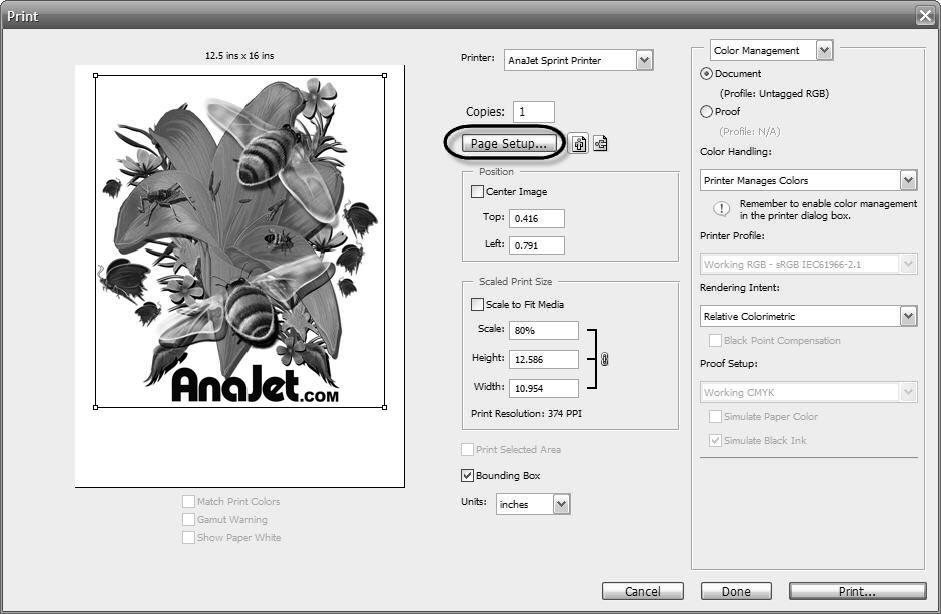 Print
12.5 ins x 16 ins
AnaJet.COM
Match Print Colors
Gamut Warning
Show Paper White
Printer: AnaJet Sprint Printer
Copies: 1
Page Setup...
Position
Center Image
Top: 0.416
Left: 0.791
Scaled Print Size
Scale to Fit Media
Scale: 80%
Height: 12.586
Width: 10.954
Print Resolution: 374 PPI
Print Selected Area
Bounding Box
Units: inches
Color Management
Document
(Profile: Untagged RGB)
Proof
(Profile: N/A)
Color Handling:
Printer Manages Colors
Remember to enable color management
in the printer dialog box.
Printer Profile:
Working RGB - sRGB IEC61966-2.1
Rendering Intent:
Relative Colorimetric
Black Point Compensation
Proof Setup:
Working CMYK
Simulate Paper Color
Simulate Black Ink
Cancel
Done
Print...